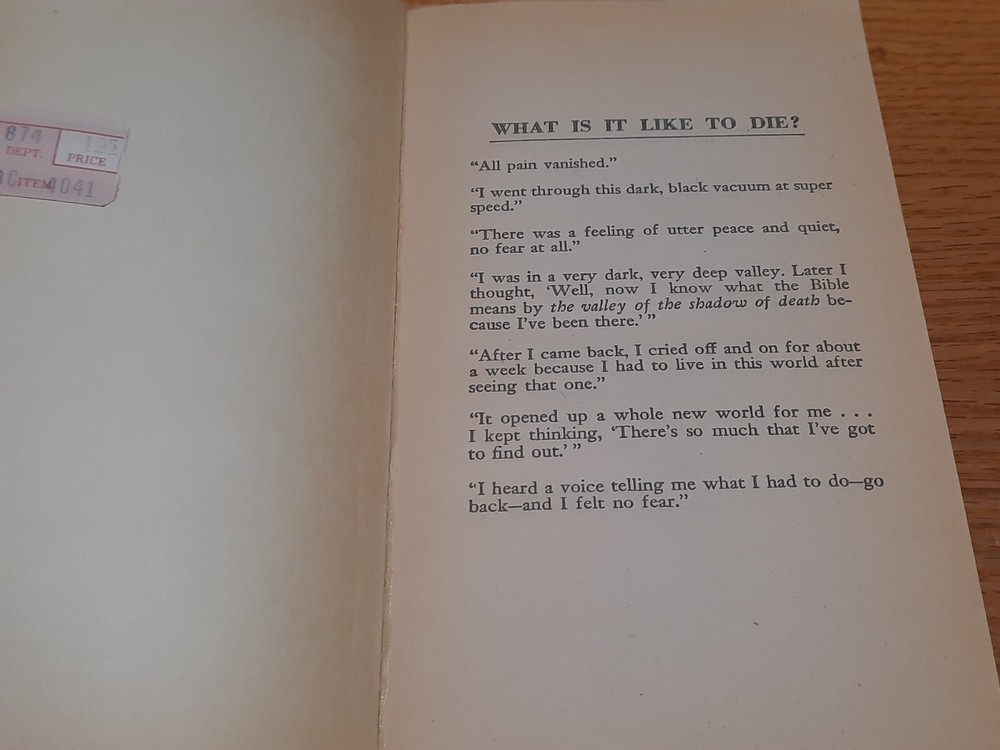 874
DEPT.
PRICE
ITEM 4041
WHAT IS IT LIKE TO DIE?
“All pain vanished.”
“I went through this dark, black vacuum at super
speed.”
“There was a feeling of utter peace and quiet,
no fear at all.”
“I was in a very dark, very deep valley. Later I
thought, ‘Well, now I know what the Bible
means by the valley of the shadow of death be-
cause I’ve been there.’ ”
“After I came back, I cried off and on for about
a week because I had to live in this world after
seeing that one.”
“It opened up a whole new world for me . . .
I kept thinking, ‘There’s so much that I’ve got
to find out.’ ”
“I heard a voice telling me what I had to do—go
back—and I felt no fear.”